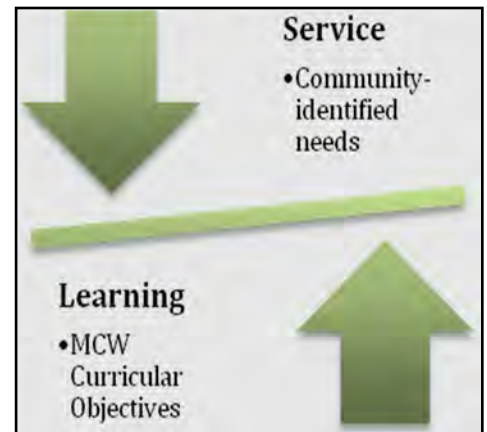 Service
•Community-
identified
needs
Learning
•MCW
Curricular
Objectives